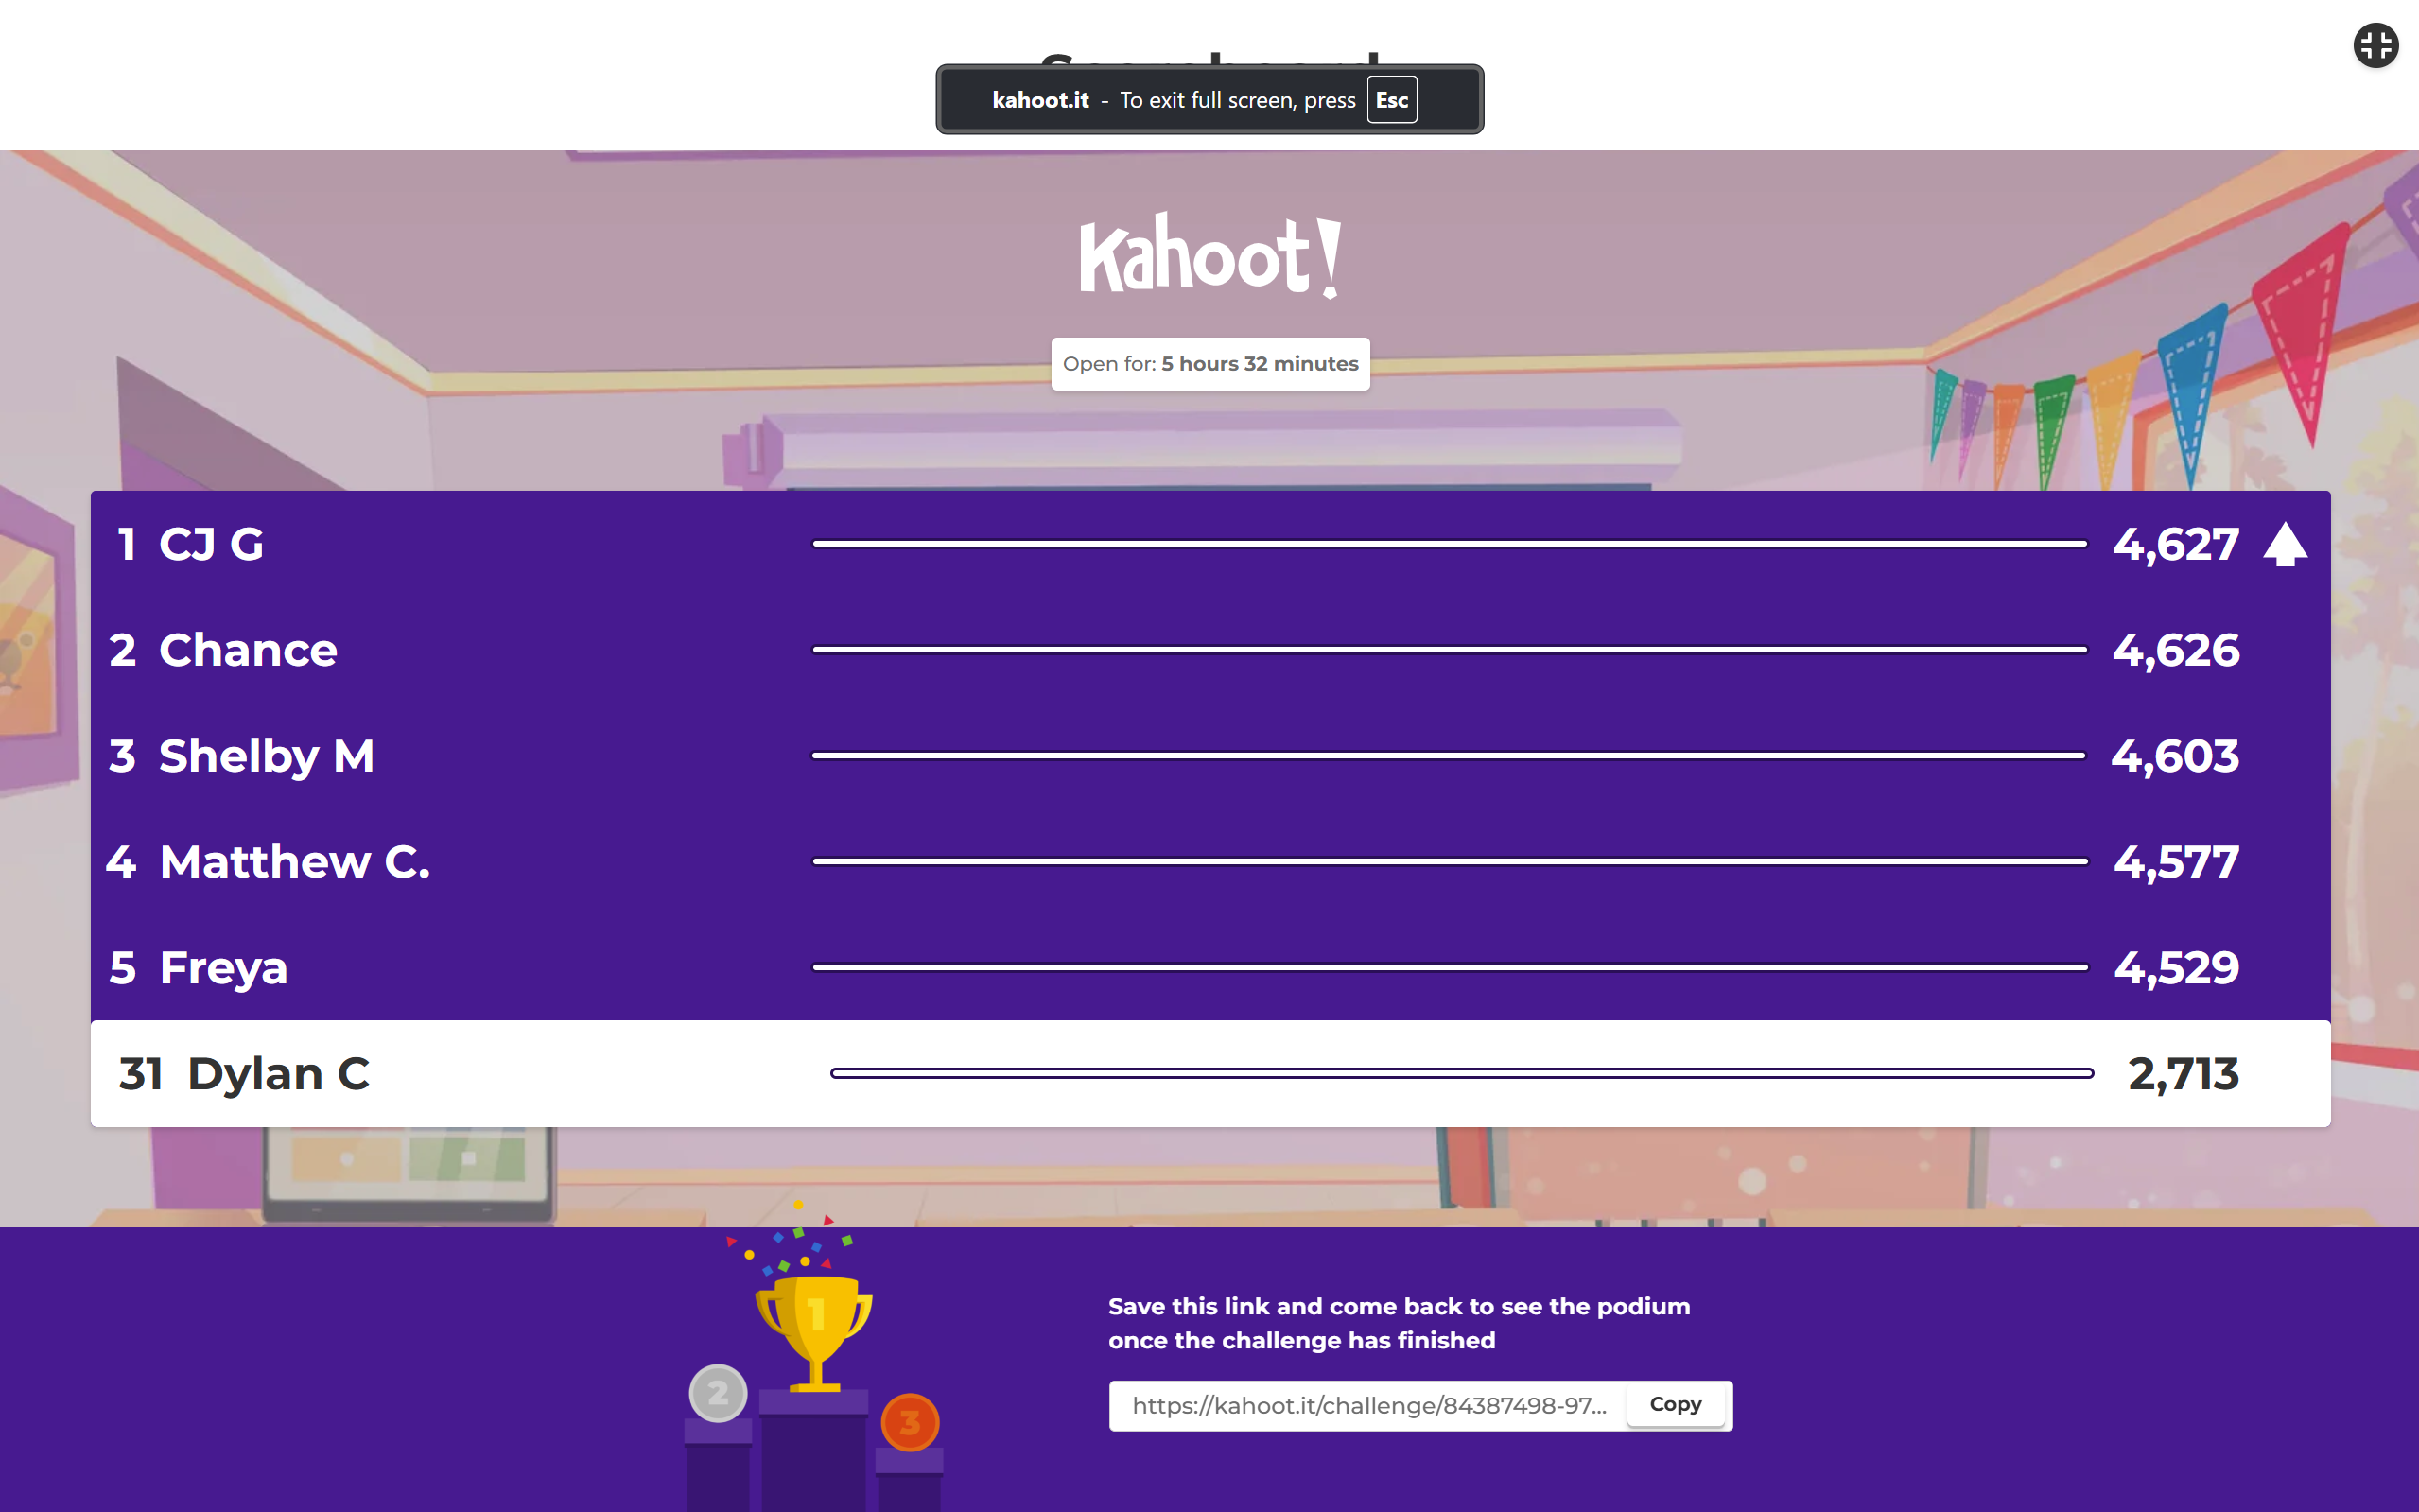 kahoot.it - To exit full screen, press Esc
Kahoot!
Open for: 5 hours 32 minutes
1 CJ G 4,627
2 Chance 4,626
3 Shelby M 4,603
4 Matthew C. 4,577
5 Freya 4,529
31 Dylan C 2,713
1
2
3
Save this link and come back to see the podium
once the challenge has finished
https://kahoot.it/challenge/84387498-97... Copy